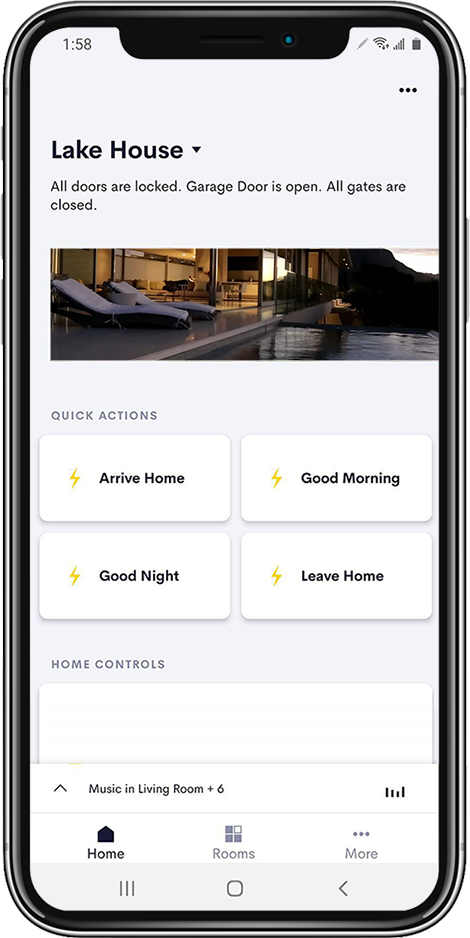 1:58
Lake House
All doors are locked. Garage Door is open. All gates are
closed.
QUICK ACTIONS
Arrive Home
Good Morning
Good Night
Leave Home
HOME CONTROLS
Music in Living Room + 6
Home
Rooms
More